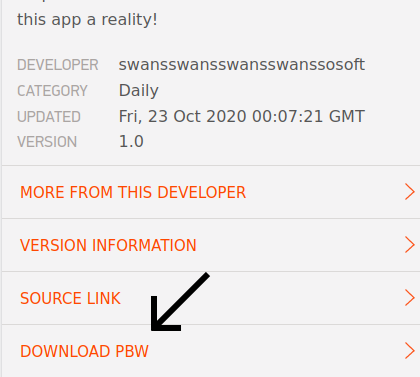 this app a reality!
DEVELOPER swansswansswansswanssosoft
CATEGORY Daily
UPDATED Fri, 23 Oct 2020 00:07:21 GMT
VERSION 1.0
MORE FROM THIS DEVELOPER
VERSION INFORMATION
SOURCE LINK
DOWNLOAD PBW